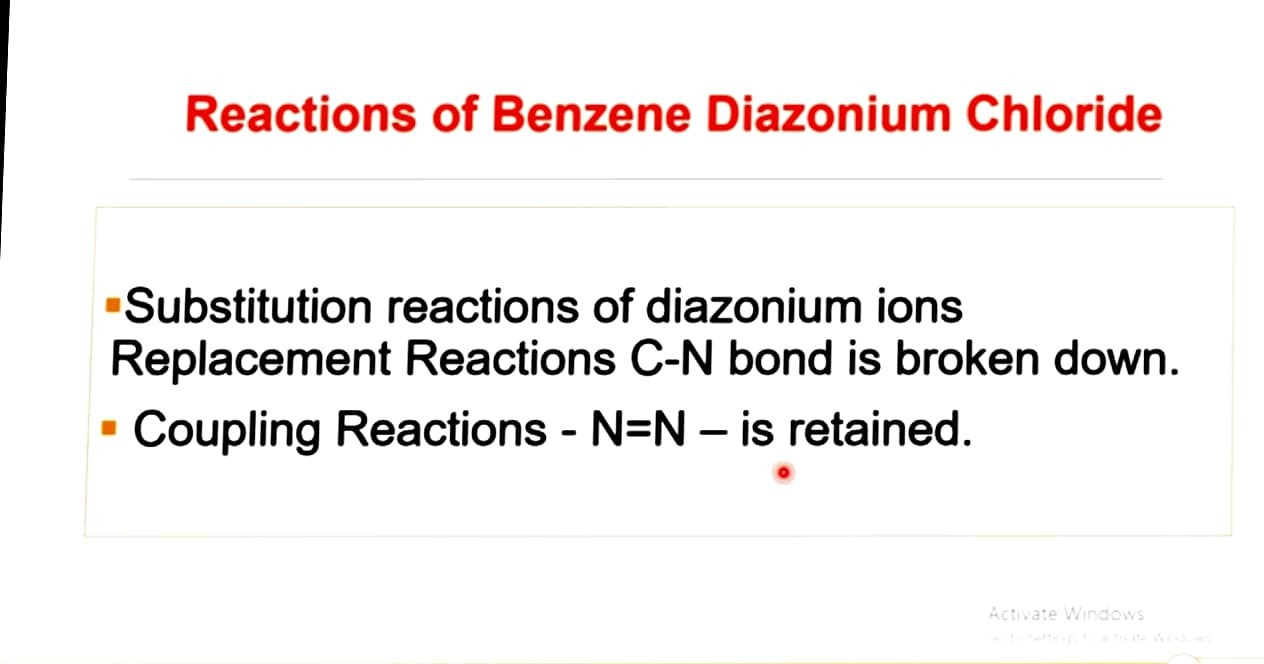 Reactions of Benzene Diazonium Chloride
▪Substitution reactions of diazonium ions
Replacement Reactions C-N bond is broken down.
▪ Coupling Reactions - N=N – is retained.
Activate Windows